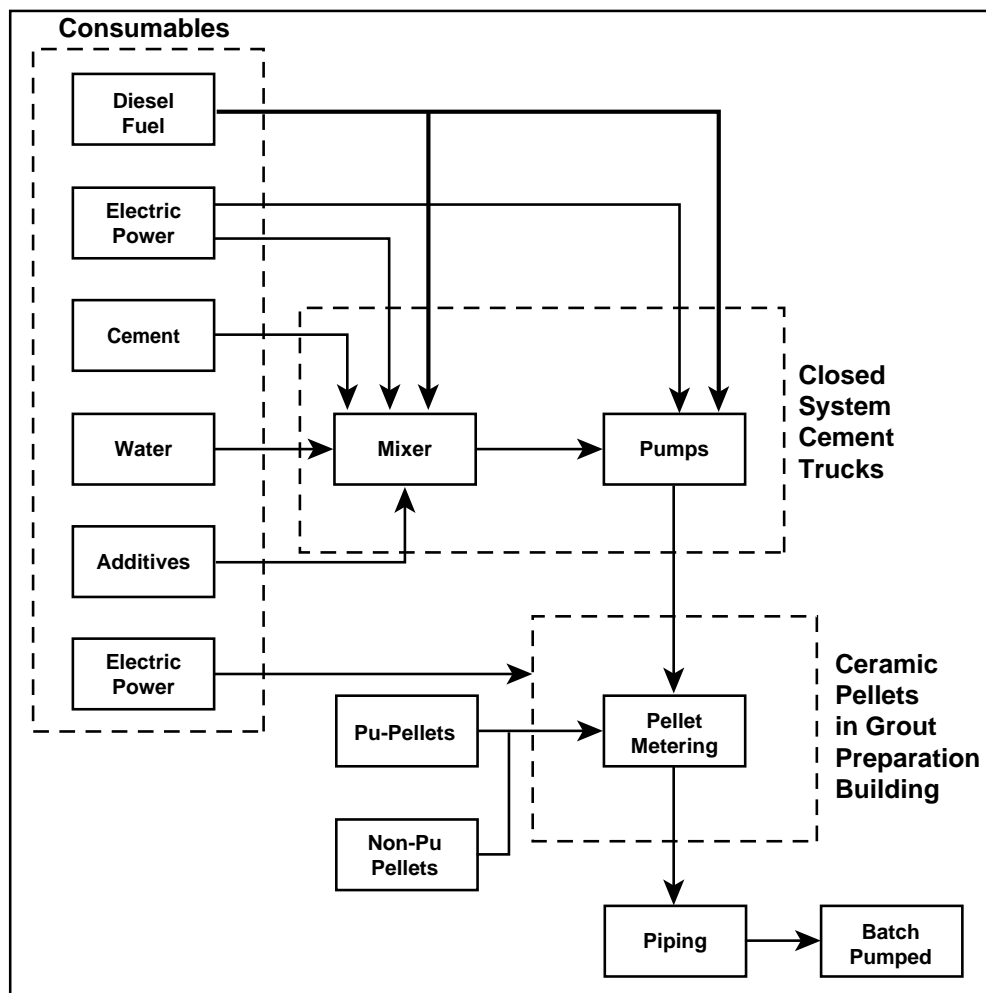 Consumables
Diesel
Fuel
Electric
Power
Cement
Water
Additives
Electric
Power
Mixer
Pumps
Closed
System
Cement
Trucks
Pu-Pellets
Non-Pu
Pellets
Pellet
Metering
Ceramic
Pellets
in Grout
Preparation
Building
Piping
Batch
Pumped